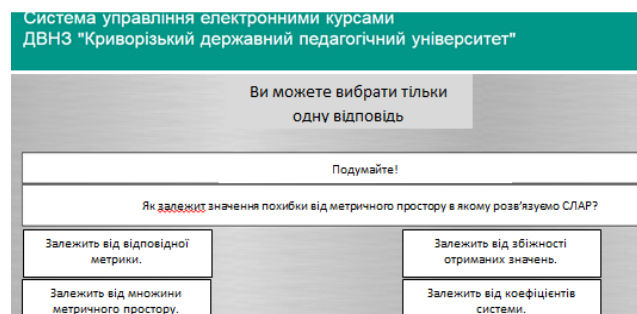 Система управління електронними курсами
ДВНЗ "Криворізький державний педагогічний університет"
Ви можете вибрати тільки
одну відповідь
Подумайте!
Як залежит значення похибки від метричного простору в якому розв'язуємо СЛАР?
Залежить від відповідної
метрики.
Залежить від збіжності
отриманих значень.
Залежить від множини
метричного простору.
Залежить від коефіцієнтів
системи.